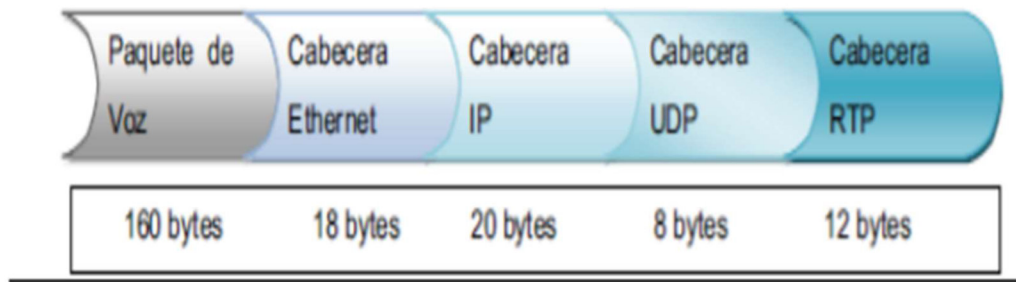 Paquete de Voz
Cabecera Ethernet
Cabecera IP
Cabecera UDP
Cabecera RTP
160 bytes 18 bytes 20 bytes 8 bytes 12 bytes